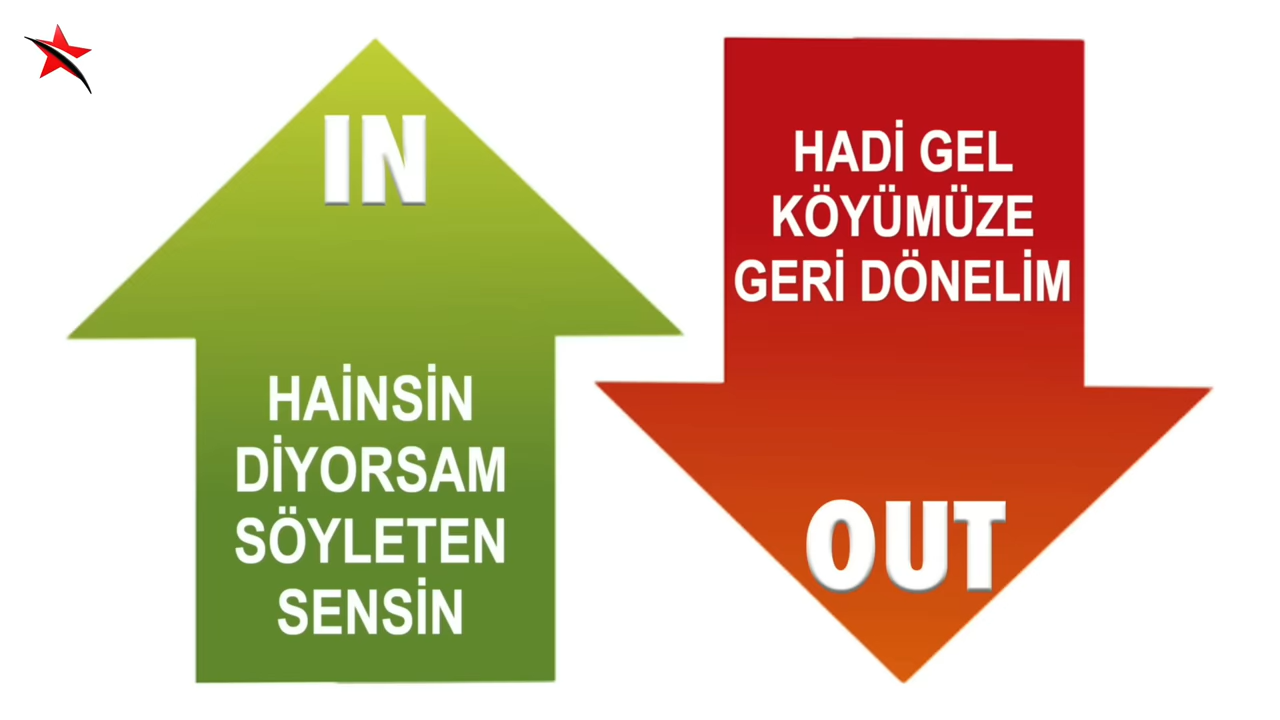 IN
HAİNSİN
DİYORSAM
SÖYLETEN
SENSİN
HADİ GEL
KÖYÜMÜZE
GERİ DÖNELİM
OUT